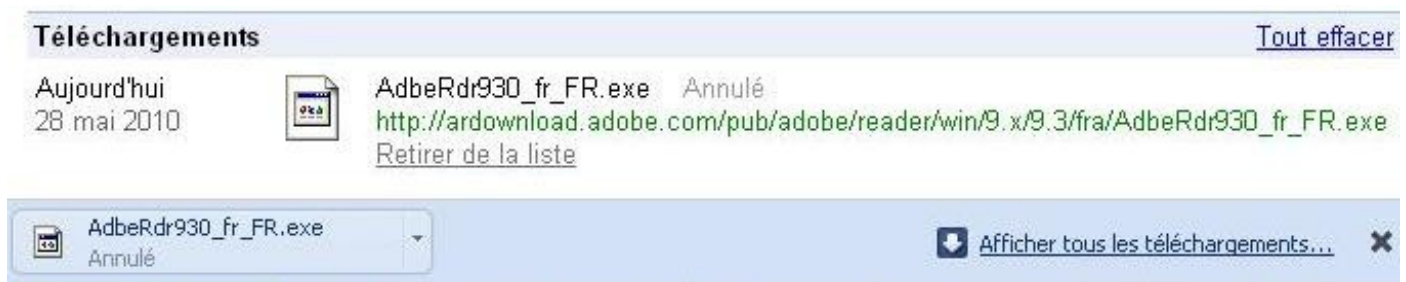 Téléchargements Tout effacer
Aujourd'hui AdbeRdr930_fr_FR.exe Annulé
28 mai 2010 http://ardownload.adobe.com/pub/adobe/reader/win/9.x/9.3/fra/AdbeRdr930_fr_FR.exe
Retirer de la liste
AdbeRdr930_fr_FR.exe
Annulé
Afficher tous les téléchargements...